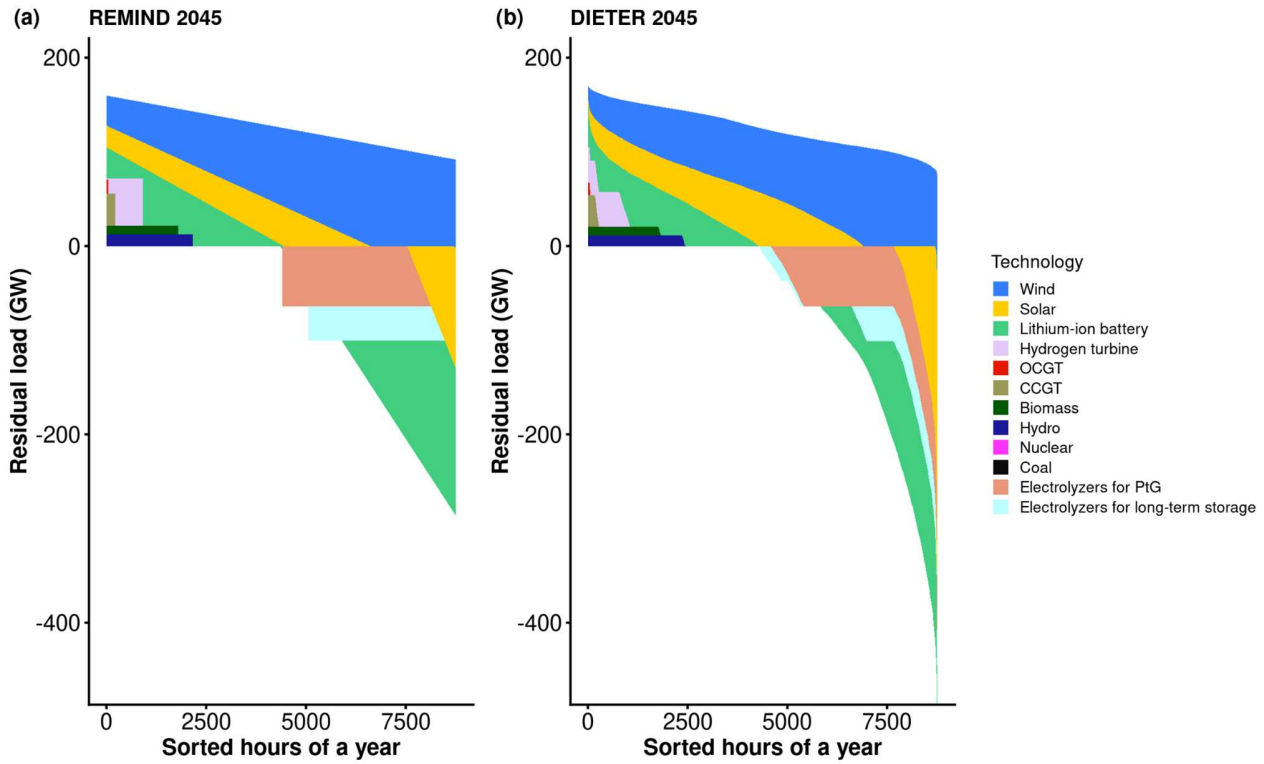 (a) REMIND 2045
(b) DIETER 2045
Residual load (GW)
200
0
-200
-400
0 2500 5000 7500
Sorted hours of a year
Residual load (GW)
200
0
-200
-400
0 2500 5000 7500
Sorted hours of a year
Technology
Wind
Solar
Lithium-ion battery
Hydrogen turbine
OCGT
CCGT
Biomass
Hydro
Nuclear
Coal
Electrolyzers for PtG
Electrolyzers for long-term storage